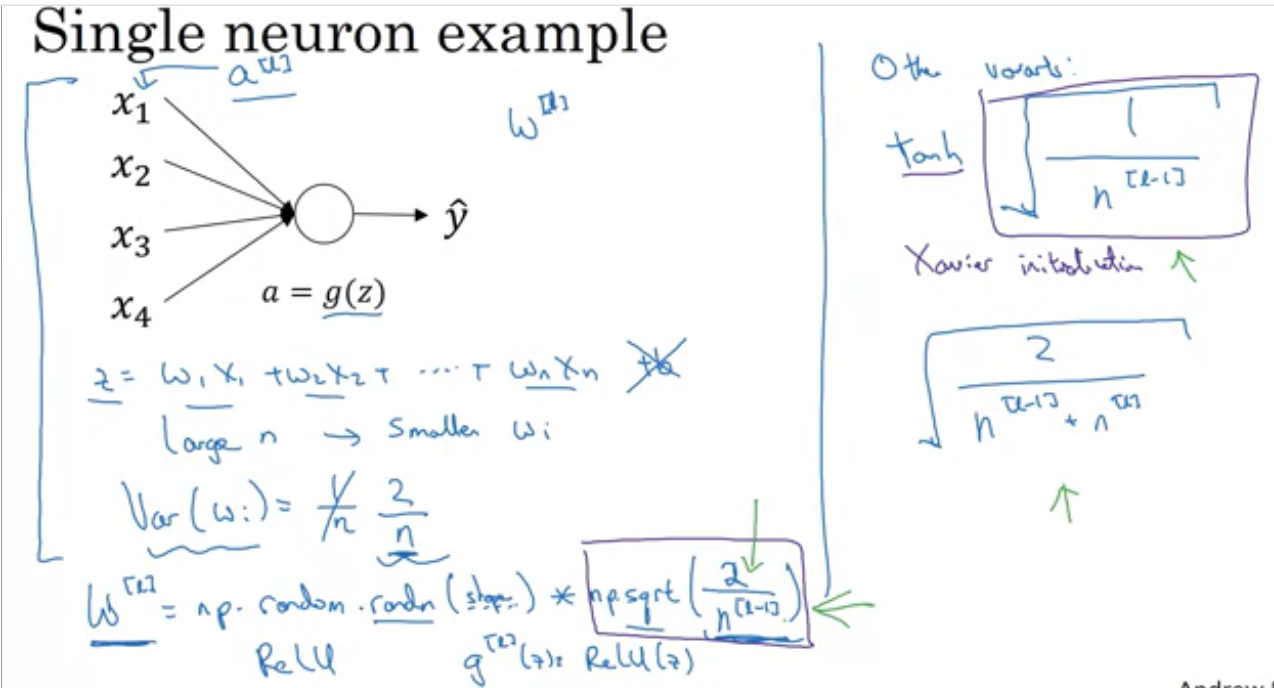 Single neuron example
a^[l]
x₁
x₂
x₃
x₄
ŷ
a = g(z)
w^[l]
z = w₁x₁ + w₂x₂ + ···· + wₙxₙ +b
Large n → Smaller wᵢ
Var(wᵢ) = 1/n 2/n
W^[l] = np.random.randn(shape) * np.sqrt(2/n^[l-1])
ReLU g^[l](z) = ReLU(z)
Other variants:
tanh √(1/n^[l-1])
Xavier initialization
√(2/(n^[l-1] + n^[l]))